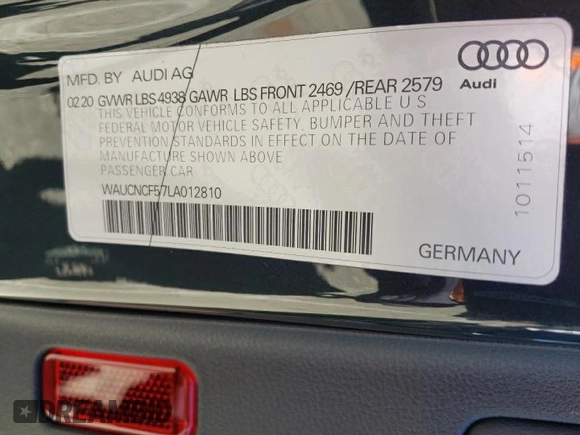 MFD. BY AUDI AG
Audi
02.20 GVWR LBS 4938 GAWR LBS FRONT 2469 / REAR 2579
THIS VEHICLE CONFORMS TO ALL APPLICABLE U S
FEDERAL MOTOR VEHICLE SAFETY, BUMPER AND THEFT
PREVENTION STANDARDS IN EFFECT ON THE DATE OF
MANUFACTURE SHOWN ABOVE
PASSENGER CAR
WAUCNCF57LA012810
1011514
GERMANY
DREAMBID